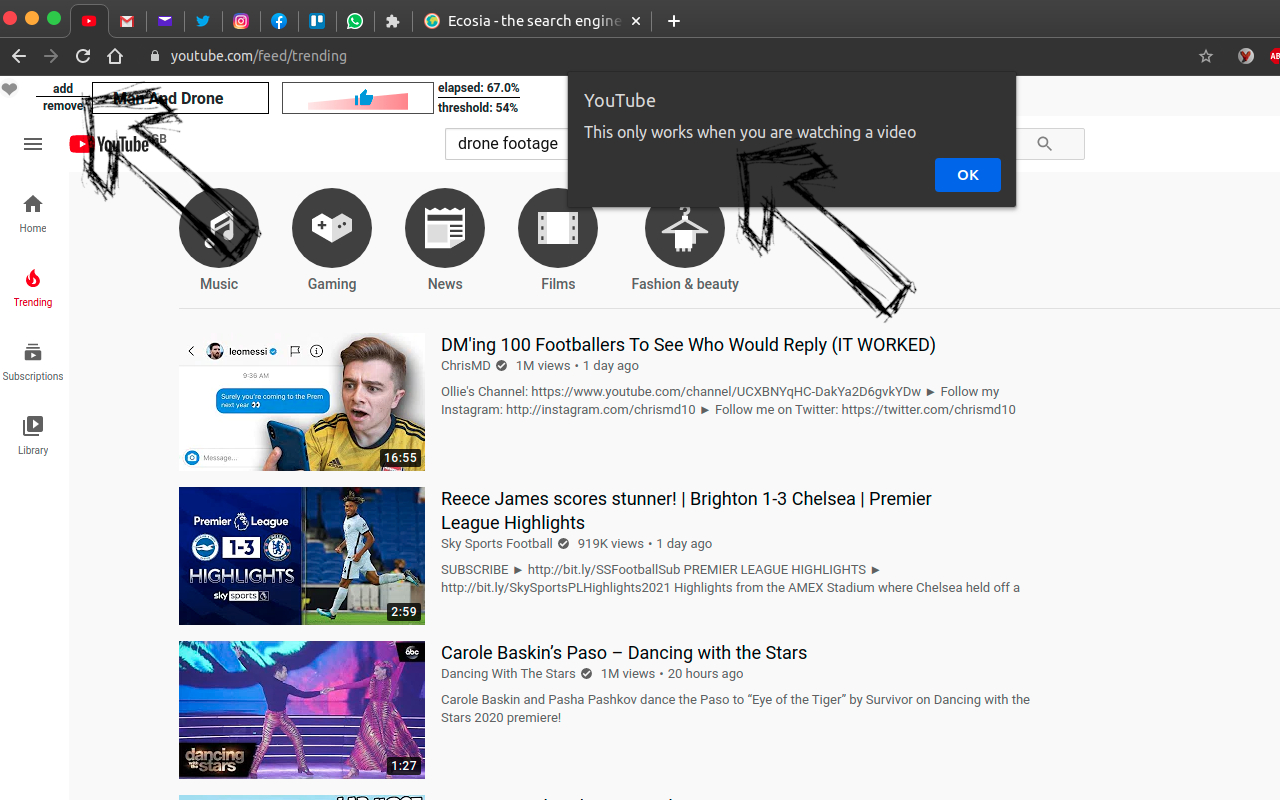 Ecosia - the search engine
youtube.com/feed/trending
AB
add
remove
Man And Drone
elapsed: 67.0%
threshold: 54%
YouTube
This only works when you are watching a video
OK
YouTube GB
drone footage
Home
Trending
Subscriptions
Library
Music
Gaming
News
Films
Fashion & beauty
leomessi
9:36 AM
Surely you're coming to the Prem
next year 👀
Message...
16:55
DM'ing 100 Footballers To See Who Would Reply (IT WORKED)
ChrisMD 1M views • 1 day ago
Ollie's Channel: https://www.youtube.com/channel/UCXBNYqHC-DakYa2D6gvkYDw ► Follow my
Instagram: http://instagram.com/chrismd10 ► Follow me on Twitter: https://twitter.com/chrismd10
Premier League
1-3
HIGHLIGHTS
sky sports
2:59
Reece James scores stunner! | Brighton 1-3 Chelsea | Premier
League Highlights
Sky Sports Football 919K views • 1 day ago
SUBSCRIBE ► http://bit.ly/SSFootballSub PREMIER LEAGUE HIGHLIGHTS ►
http://bit.ly/SkySportsPLHighlights2021 Highlights from the AMEX Stadium where Chelsea held off a
abc
dancing
with the
stars
1:27
Carole Baskin’s Paso – Dancing with the Stars
Dancing With The Stars 1M views • 20 hours ago
Carole Baskin and Pasha Pashkov dance the Paso to “Eye of the Tiger” by Survivor on Dancing with the
Stars 2020 premiere!